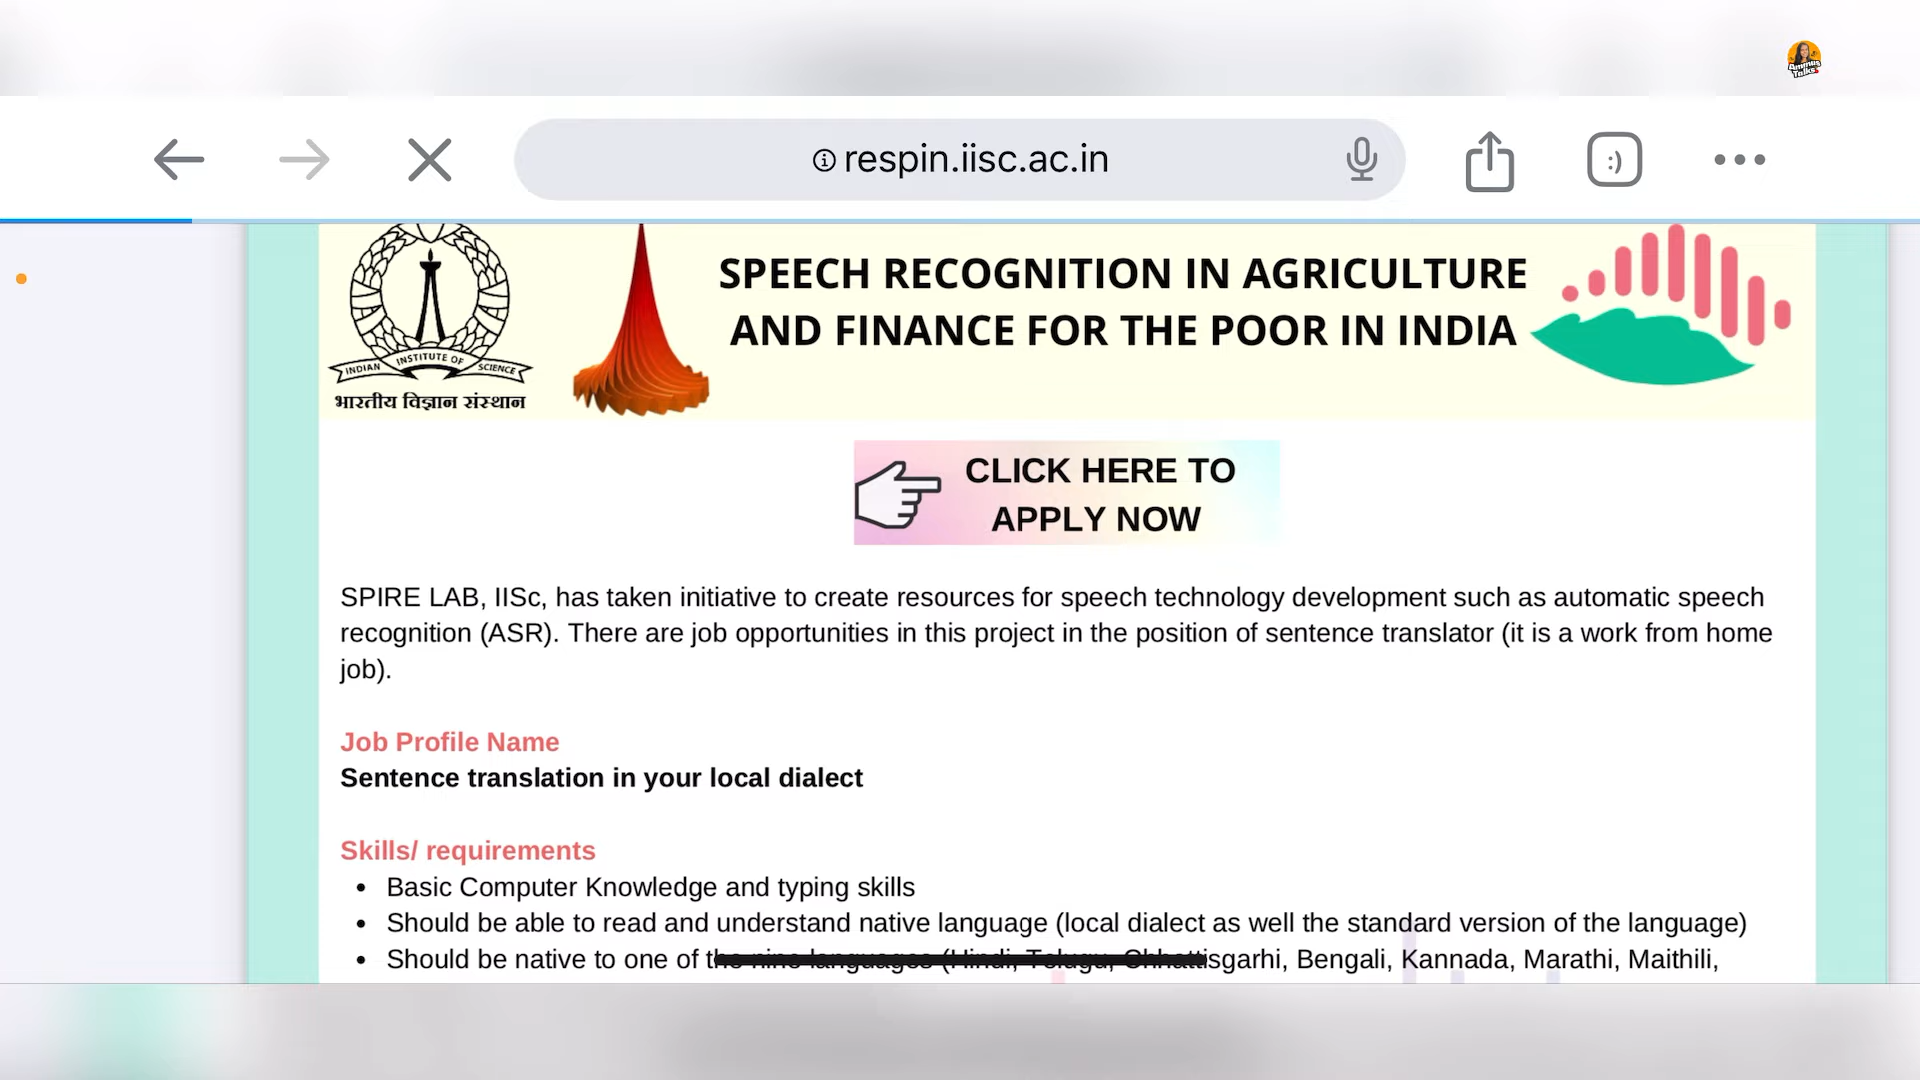 Ammus
Talks
respin.iisc.ac.in
:)
INDIAN INSTITUTE OF SCIENCE
भारतीय विज्ञान संस्थान
SPEECH RECOGNITION IN AGRICULTURE
AND FINANCE FOR THE POOR IN INDIA
CLICK HERE TO
APPLY NOW
SPIRE LAB, IISc, has taken initiative to create resources for speech technology development such as automatic speech
recognition (ASR). There are job opportunities in this project in the position of sentence translator (it is a work from home
job).
Job Profile Name
Sentence translation in your local dialect
Skills/ requirements
• Basic Computer Knowledge and typing skills
• Should be able to read and understand native language (local dialect as well the standard version of the language)
• Should be native to one of the nine languages (Hindi, Telugu, Chhattisgarhi, Bengali, Kannada, Marathi, Maithili,